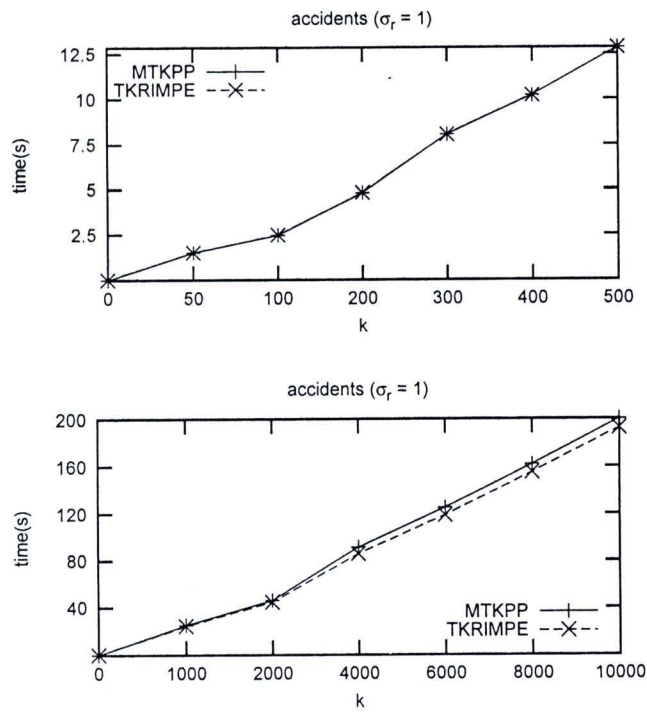 accidents (σr = 1)
12.5
10
7.5
5
2.5
time(s)
MTKPP
TKRIMPE
0 50 100 200 300 400 500
k
accidents (σr = 1)
200
160
120
80
40
time(s)
MTKPP
TKRIMPE
0 1000 2000 4000 6000 8000 10000
k